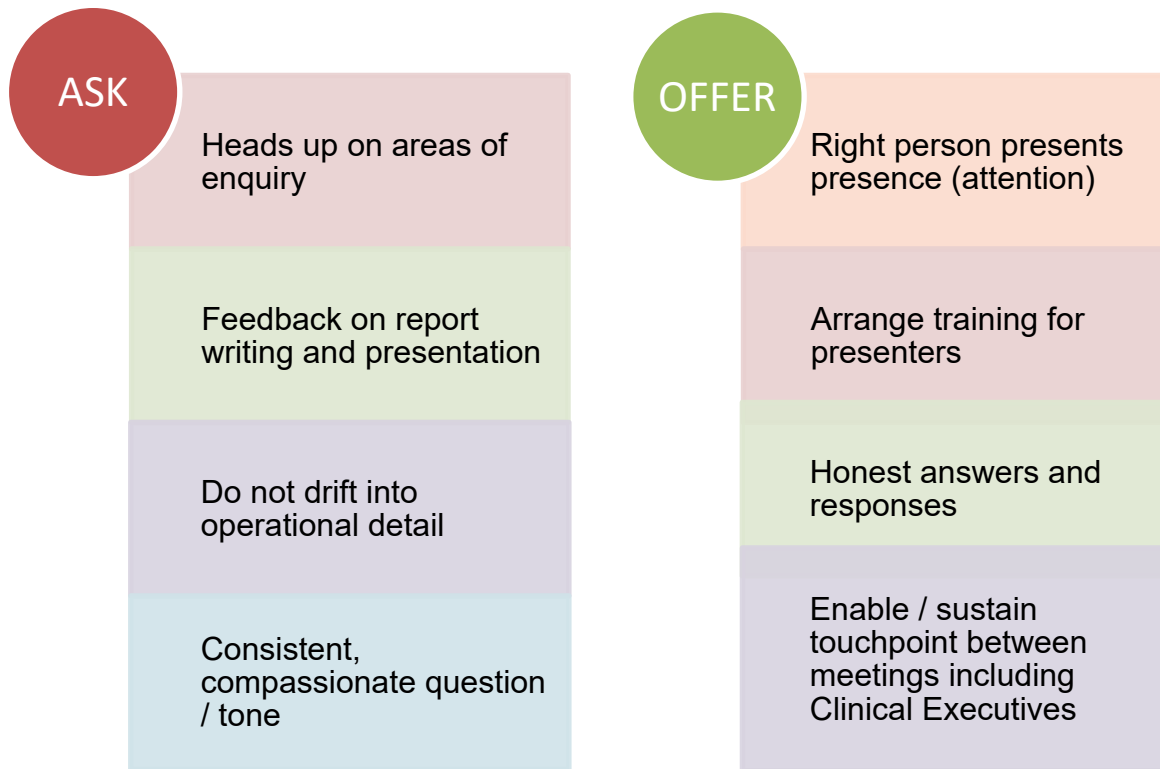 ASK
Heads up on areas of
enquiry
Feedback on report
writing and presentation
Do not drift into
operational detail
Consistent,
compassionate question
/ tone
OFFER
Right person presents
presence (attention)
Arrange training for
presenters
Honest answers and
responses
Enable / sustain
touchpoint between
meetings including
Clinical Executives